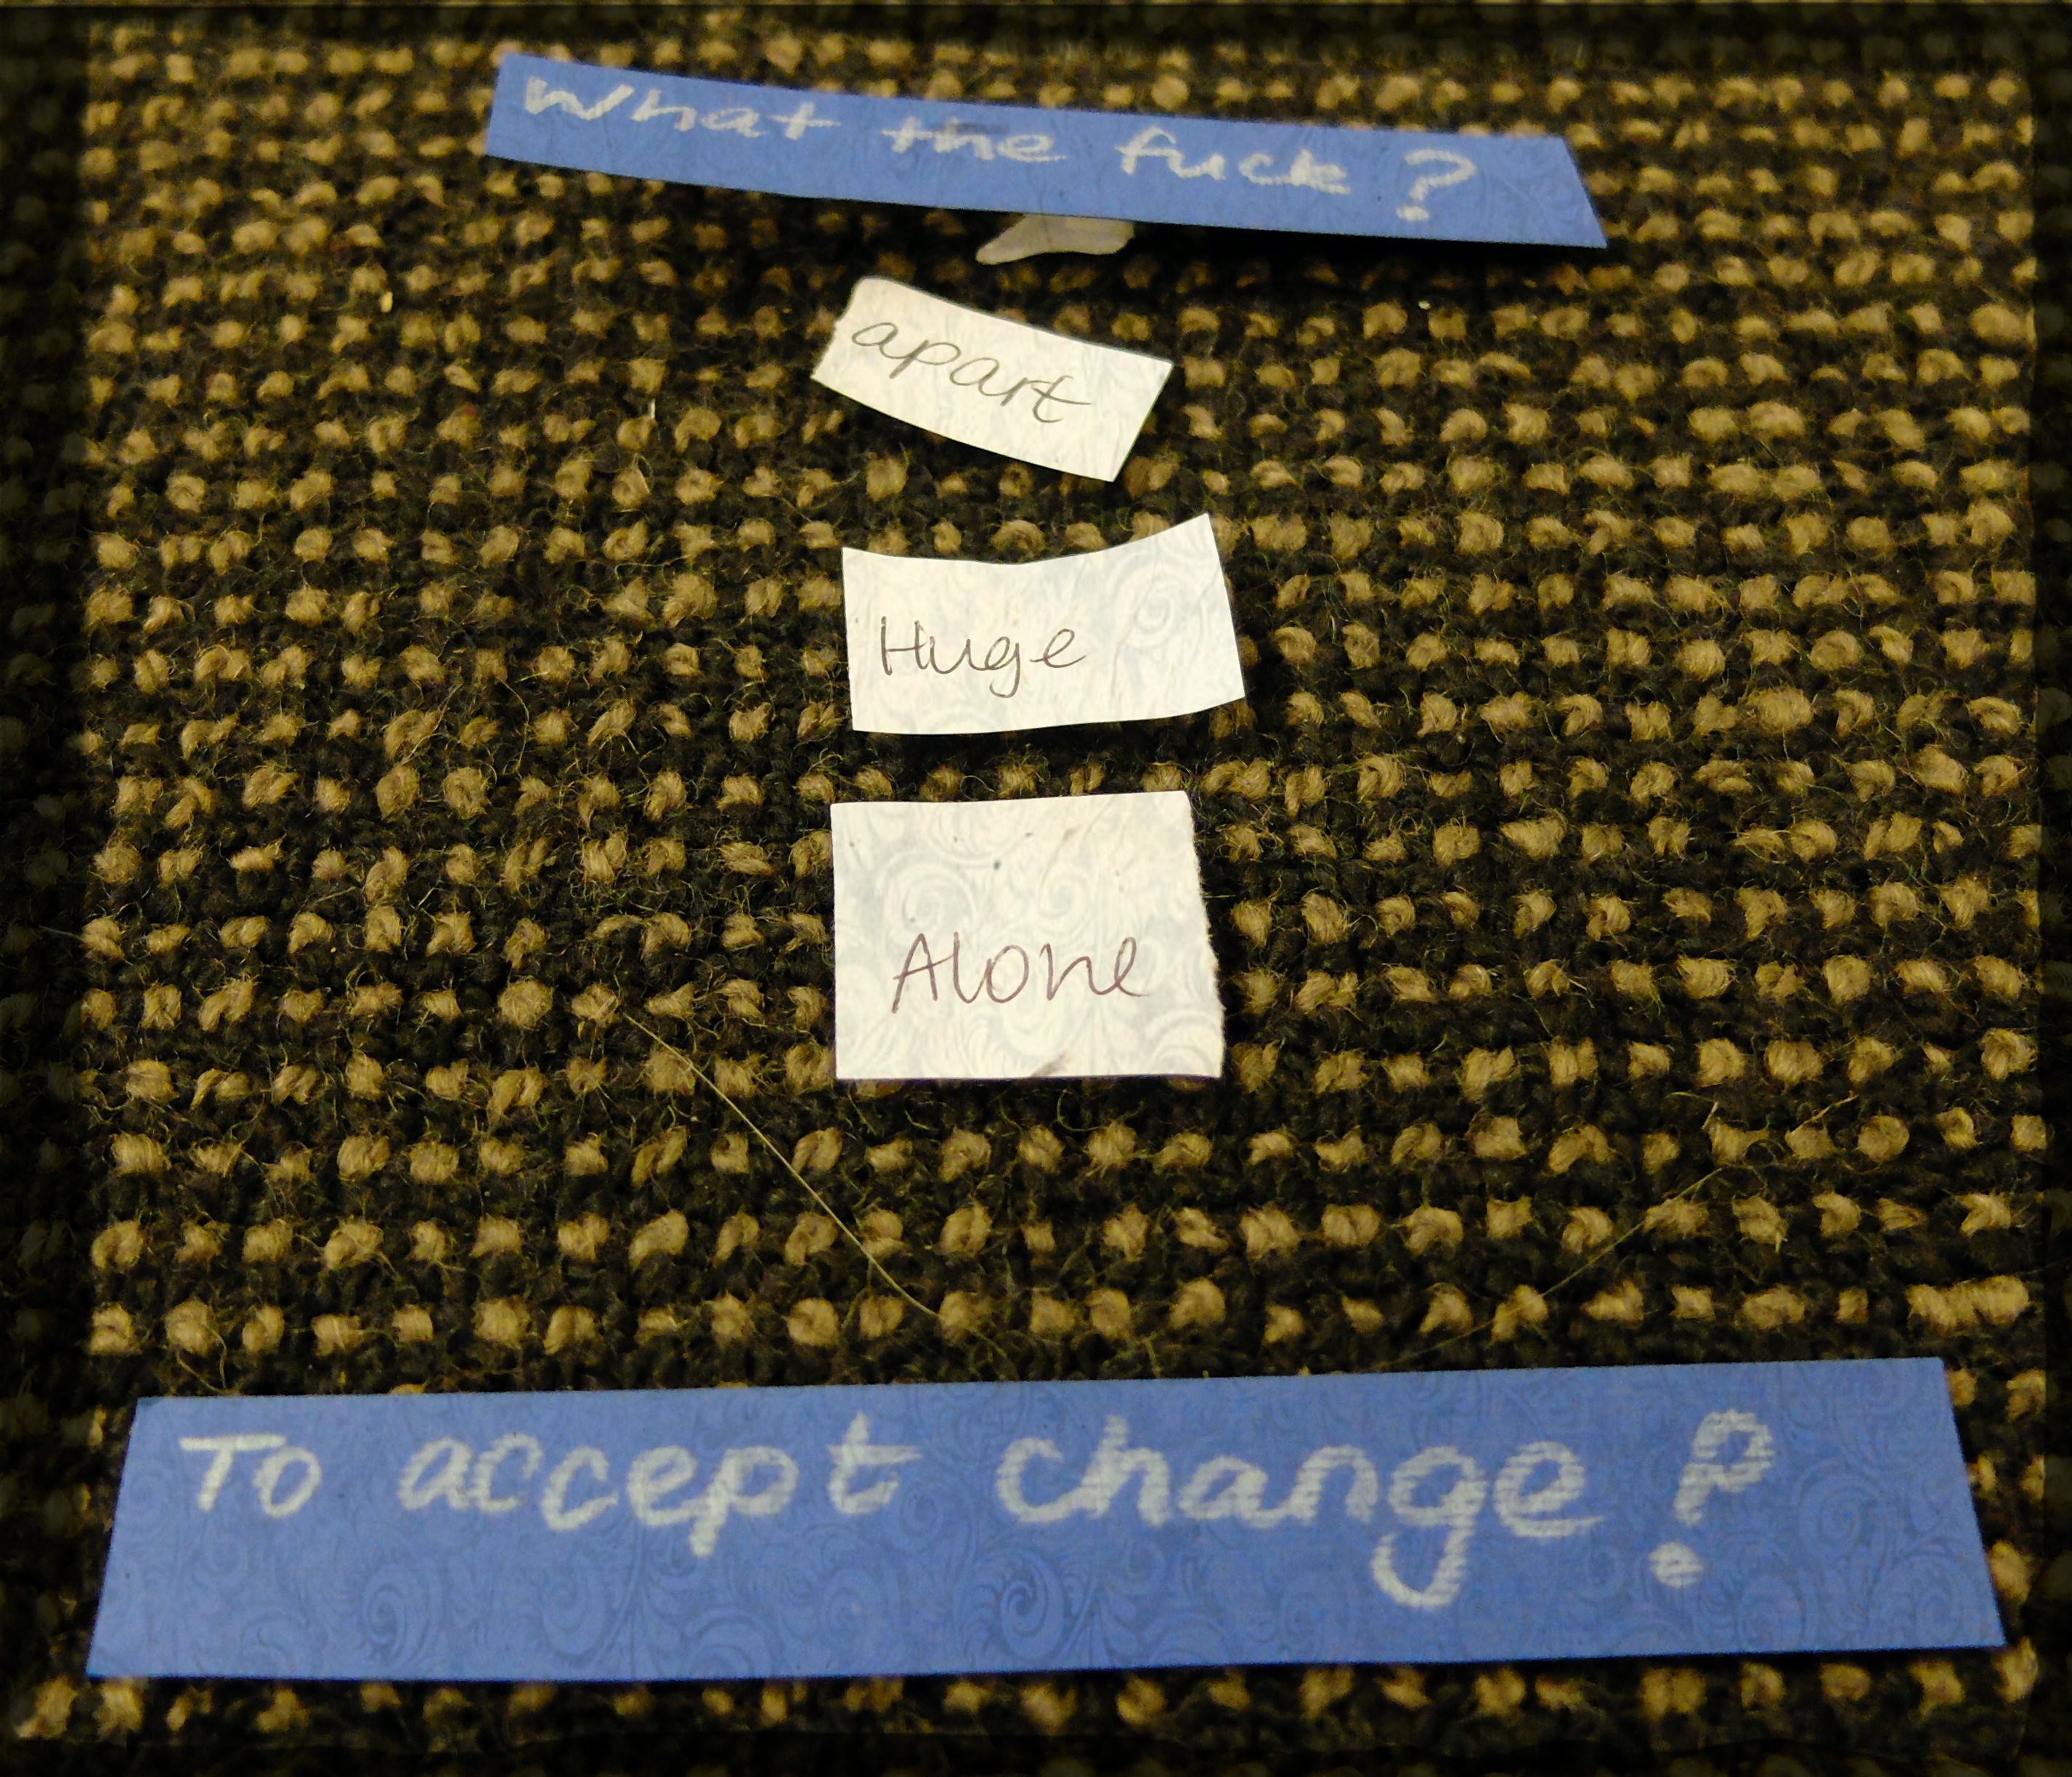 What the fuck?
apart
Huge
Alone
To accept change?